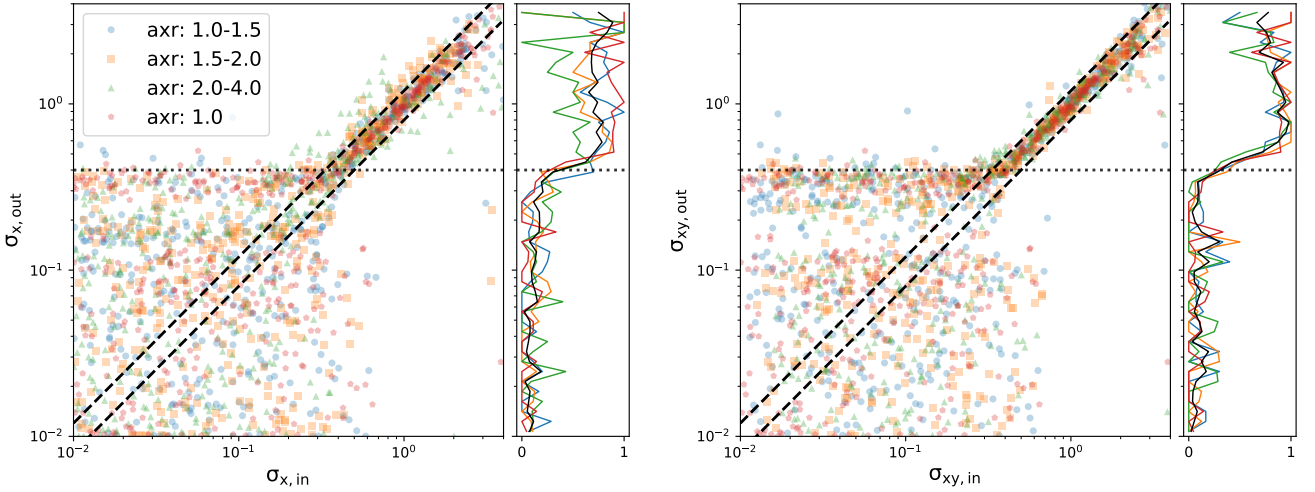 axr: 1.0-1.5
axr: 1.5-2.0
axr: 2.0-4.0
axr: 1.0
σx, out
10⁰
10⁻¹
10⁻²
10⁻² 10⁻¹ 10⁰
σx, in
0 1
σxy, out
10⁰
10⁻¹
10⁻²
10⁻² 10⁻¹ 10⁰
σxy, in
0 1